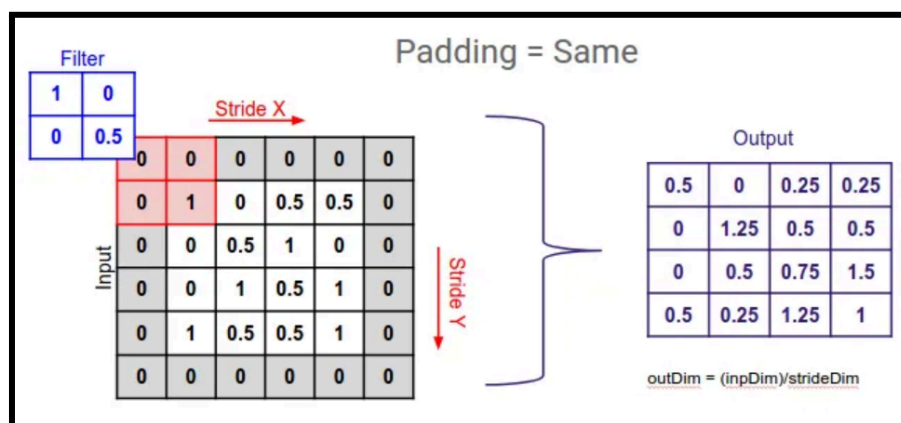 Padding = Same
Filter
1 0
0 0.5
Stride X
Input
0 0 0 0 0 0
0 1 0 0.5 0.5 0
0 0 0.5 1 0 0
0 0 1 0.5 1 0
0 1 0.5 0.5 1 0
0 0 0 0 0 0
Stride Y
Output
0.5 0 0.25 0.25
0 1.25 0.5 0.5
0 0.5 0.75 1.5
0.5 0.25 1.25 1
outDim = (inpDim)/strideDim